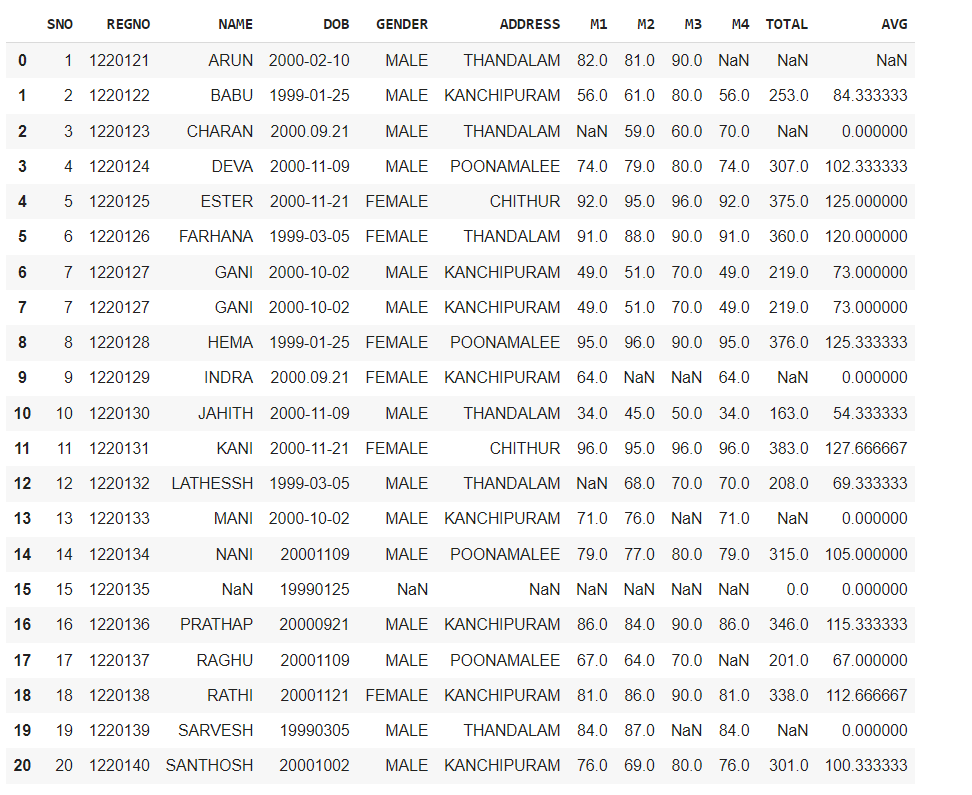 SNO REGNO NAME DOB GENDER ADDRESS M1 M2 M3 M4 TOTAL AVG
0 1 1220121 ARUN 2000-02-10 MALE THANDALAM 82.0 81.0 90.0 NaN NaN NaN
1 2 1220122 BABU 1999-01-25 MALE KANCHIPURAM 56.0 61.0 80.0 56.0 253.0 84.333333
2 3 1220123 CHARAN 2000.09.21 MALE THANDALAM NaN 59.0 60.0 70.0 NaN 0.000000
3 4 1220124 DEVA 2000-11-09 MALE POONAMALEE 74.0 79.0 80.0 74.0 307.0 102.333333
4 5 1220125 ESTER 2000-11-21 FEMALE CHITHUR 92.0 95.0 96.0 92.0 375.0 125.000000
5 6 1220126 FARHANA 1999-03-05 FEMALE THANDALAM 91.0 88.0 90.0 91.0 360.0 120.000000
6 7 1220127 GANI 2000-10-02 MALE KANCHIPURAM 49.0 51.0 70.0 49.0 219.0 73.000000
7 7 1220127 GANI 2000-10-02 MALE KANCHIPURAM 49.0 51.0 70.0 49.0 219.0 73.000000
8 8 1220128 HEMA 1999-01-25 FEMALE POONAMALEE 95.0 96.0 90.0 95.0 376.0 125.333333
9 9 1220129 INDRA 2000.09.21 FEMALE KANCHIPURAM 64.0 NaN NaN 64.0 NaN 0.000000
10 10 1220130 JAHITH 2000-11-09 MALE THANDALAM 34.0 45.0 50.0 34.0 163.0 54.333333
11 11 1220131 KANI 2000-11-21 FEMALE CHITHUR 96.0 95.0 96.0 96.0 383.0 127.666667
12 12 1220132 LATHESSH 1999-03-05 MALE THANDALAM NaN 68.0 70.0 70.0 208.0 69.333333
13 13 1220133 MANI 2000-10-02 MALE KANCHIPURAM 71.0 76.0 NaN 71.0 NaN 0.000000
14 14 1220134 NANI 20001109 MALE POONAMALEE 79.0 77.0 80.0 79.0 315.0 105.000000
15 15 1220135 NaN 19990125 NaN NaN NaN NaN NaN NaN 0.0 0.000000
16 16 1220136 PRATHAP 20000921 MALE KANCHIPURAM 86.0 84.0 90.0 86.0 346.0 115.333333
17 17 1220137 RAGHU 20001109 MALE POONAMALEE 67.0 64.0 70.0 NaN 201.0 67.000000
18 18 1220138 RATHI 20001121 FEMALE KANCHIPURAM 81.0 86.0 90.0 81.0 338.0 112.666667
19 19 1220139 SARVESH 19990305 MALE THANDALAM 84.0 87.0 NaN 84.0 NaN 0.000000
20 20 1220140 SANTHOSH 20001002 MALE KANCHIPURAM 76.0 69.0 80.0 76.0 301.0 100.333333